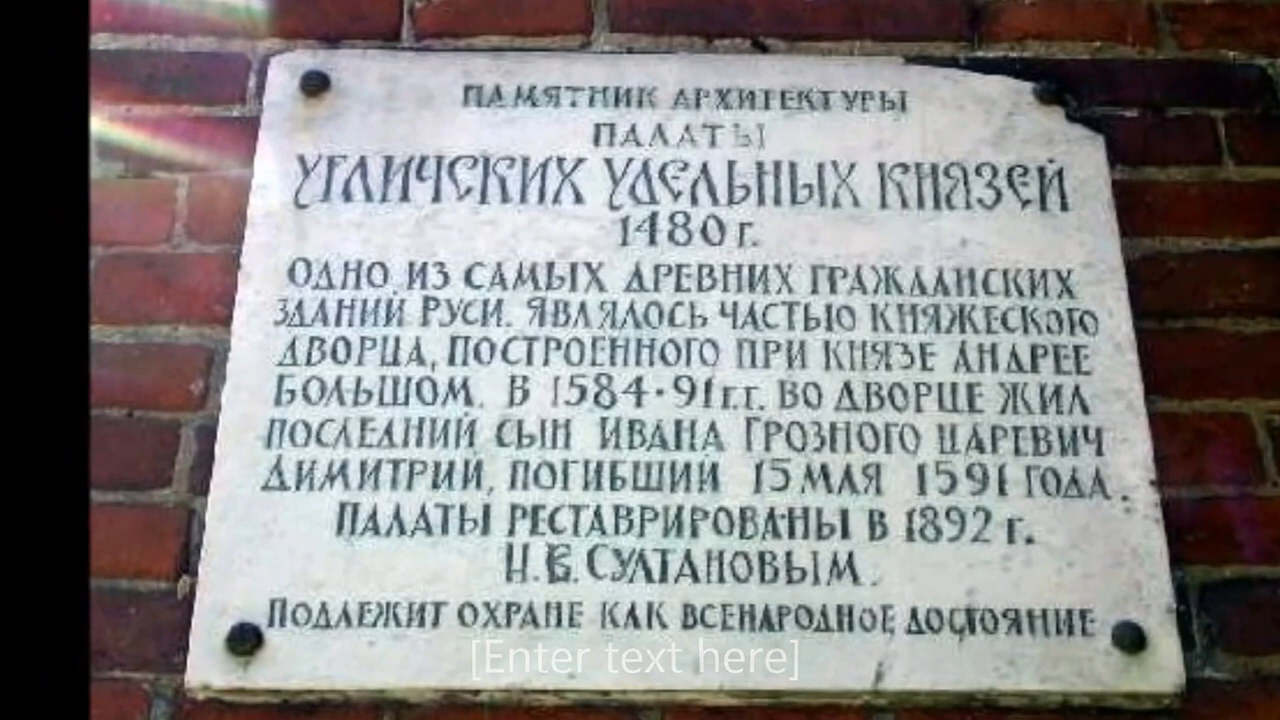 ПАМЯТНИК АРХИТЕКТУРЫ
ПАЛАТЫ
УГЛИЧСКИХ УДЕЛЬНЫХ КНЯЗЕЙ
1480 г.
ОДНО ИЗ САМЫХ ДРЕВНИХ ГРАЖДАНСКИХ
ЗДАНИЙ РУСИ. ЯВЛЯЛОСЬ ЧАСТЬЮ КНЯЖЕСКОГО
ДВОРЦА, ПОСТРОЕННОГО ПРИ КНЯЗЕ АНДРЕЕ
БОЛЬШОМ. В 1584-91 г.г. ВО ДВОРЦЕ ЖИЛ
ПОСЛЕДНИЙ СЫН ИВАНА ГРОЗНОГО ЦАРЕВИЧ
ДИМИТРИЙ, ПОГИБШИЙ 15 МАЯ 1591 ГОДА.
ПАЛАТЫ РЕСТАВРИРОВАНЫ В 1892 г.
Н.В. СУЛТАНОВЫМ.
ПОДЛЕЖИТ ОХРАНЕ КАК ВСЕНАРОДНОЕ ДОСТОЯНИЕ
[Enter text here]